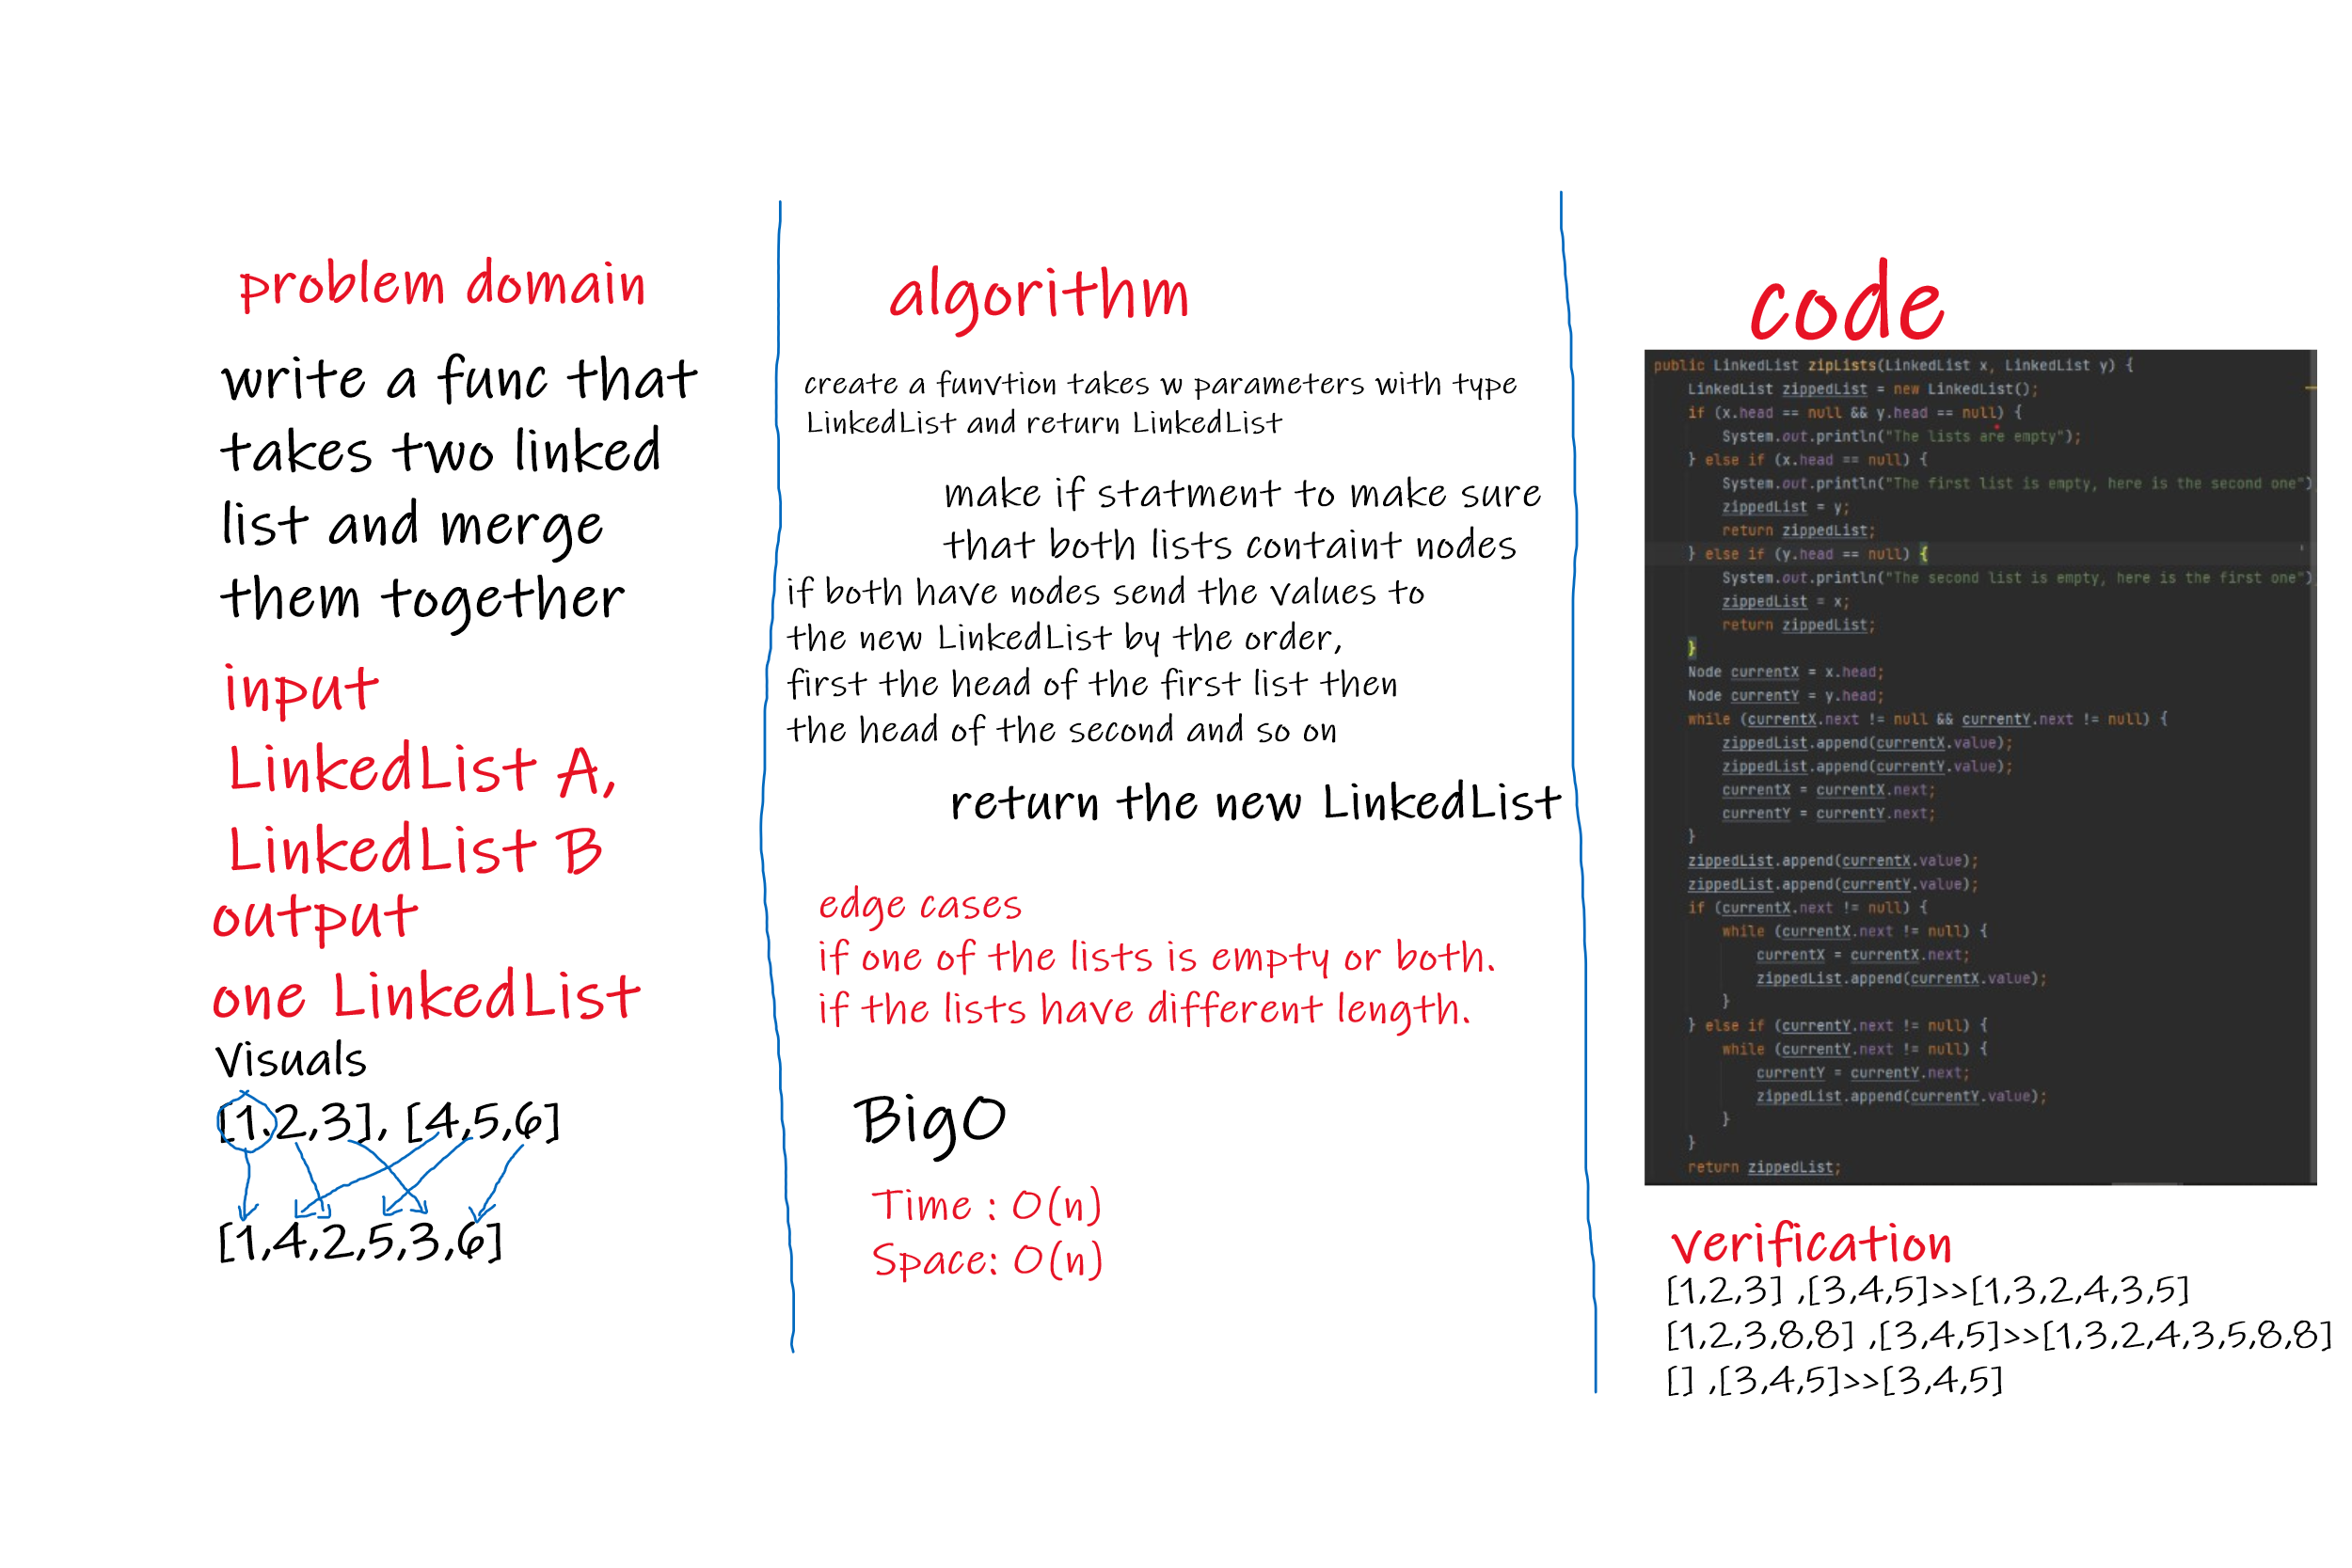 problem domain
write a func that
takes two linked
list and merge
them together
input
LinkedList A,
LinkedList B
output
one LinkedList
Visuals
[1,2,3], [4,5,6]
[1,4,2,5,3,6]
algorithm
create a funvtion takes w parameters with type
LinkedList and return LinkedList
make if statment to make sure
that both lists containt nodes
if both have nodes send the values to
the new LinkedList by the order,
first the head of the first list then
the head of the second and so on
return the new LinkedList
edge cases
if one of the lists is empty or both.
if the lists have different length.
BigO
Time : O(n)
Space: O(n)
code
public LinkedList zipLists(LinkedList x, LinkedList y) {
LinkedList zippedList = new LinkedList();
if (x.head == null && y.head == null) {
System.out.println("The lists are empty");
} else if (x.head == null) {
System.out.println("The first list is empty, here is the second one")
zippedList = y;
return zippedList;
} else if (y.head == null) {
System.out.println("The second list is empty, here is the first one")
zippedList = x;
return zippedList;
}
Node currentX = x.head;
Node currentY = y.head;
while (currentX.next != null && currentY.next != null) {
zippedList.append(currentX.value);
zippedList.append(currentY.value);
currentX = currentX.next;
currentY = currentY.next;
}
zippedList.append(currentX.value);
zippedList.append(currentY.value);
if (currentX.next != null) {
while (currentX.next != null) {
currentX = currentX.next;
zippedList.append(currentX.value);
}
} else if (currentY.next != null) {
while (currentY.next != null) {
currentY = currentY.next;
zippedList.append(currentY.value);
}
}
return zippedList;
verification
[1,2,3] ,[3,4,5]>>[1,3,2,4,3,5]
[1,2,3,8,8] ,[3,4,5]>>[1,3,2,4,3,5,8,8]
[] ,[3,4,5]>>[3,4,5]